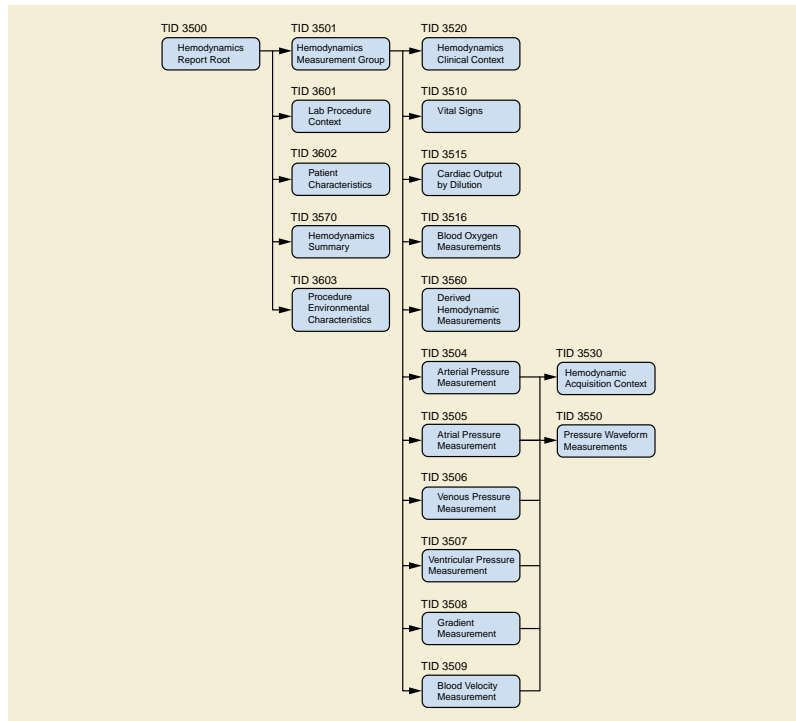 TID 3500
Hemodynamics
Report Root
TID 3501
Hemodynamics
Measurement Group
TID 3601
Lab Procedure
Context
TID 3602
Patient
Characteristics
TID 3570
Hemodynamics
Summary
TID 3603
Procedure
Environmental
Characteristics
TID 3520
Hemodynamics
Clinical Context
TID 3510
Vital Signs
TID 3515
Cardiac Output
by Dilution
TID 3516
Blood Oxygen
Measurements
TID 3560
Derived
Hemodynamic
Measurements
TID 3504
Arterial Pressure
Measurement
TID 3505
Atrial Pressure
Measurement
TID 3506
Venous Pressure
Measurement
TID 3507
Ventricular Pressure
Measurement
TID 3508
Gradient
Measurement
TID 3509
Blood Velocity
Measurement
TID 3530
Hemodynamic
Acquisition Context
TID 3550
Pressure Waveform
Measurements